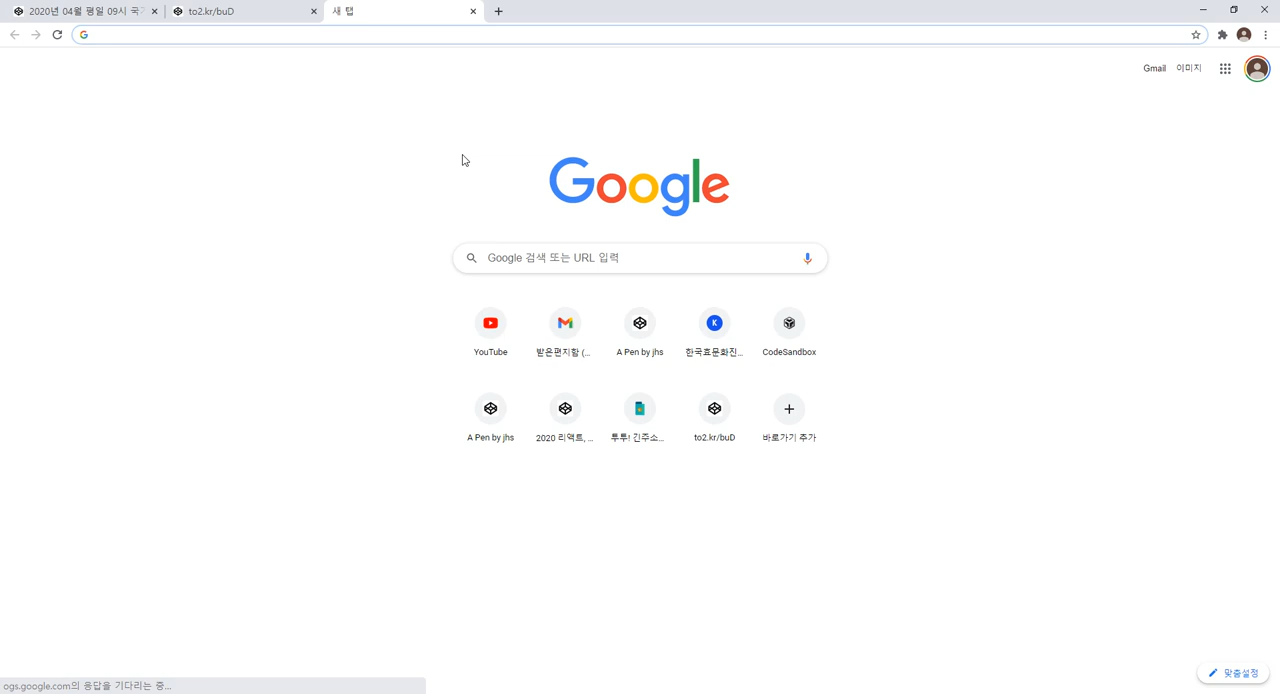 2020년 04월 평일 09시 국
to2.kr/buD
새 탭
Gmail 이미지
Google
Google 검색 또는 URL 입력
YouTube 받은편지함 (... A Pen by jhs 한국효문화진... CodeSandbox
A Pen by jhs 2020 리액트, ... 투투! 긴주소... to2.kr/buD 바로가기 추가
맞춤설정
ogs.google.com의 응답을 기다리는 중...